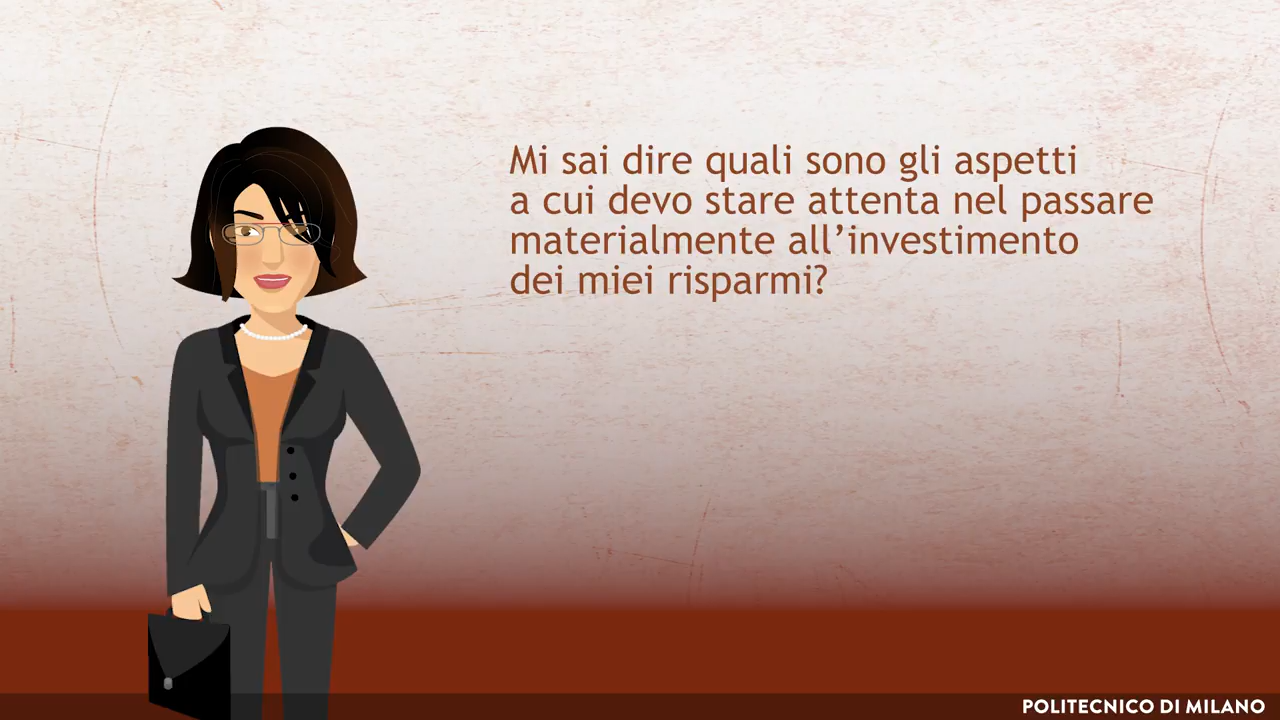 Mi sai dire quali sono gli aspetti
a cui devo stare attenta nel passare
materialmente all’investimento
dei miei risparmi?
POLITECNICO DI MILANO